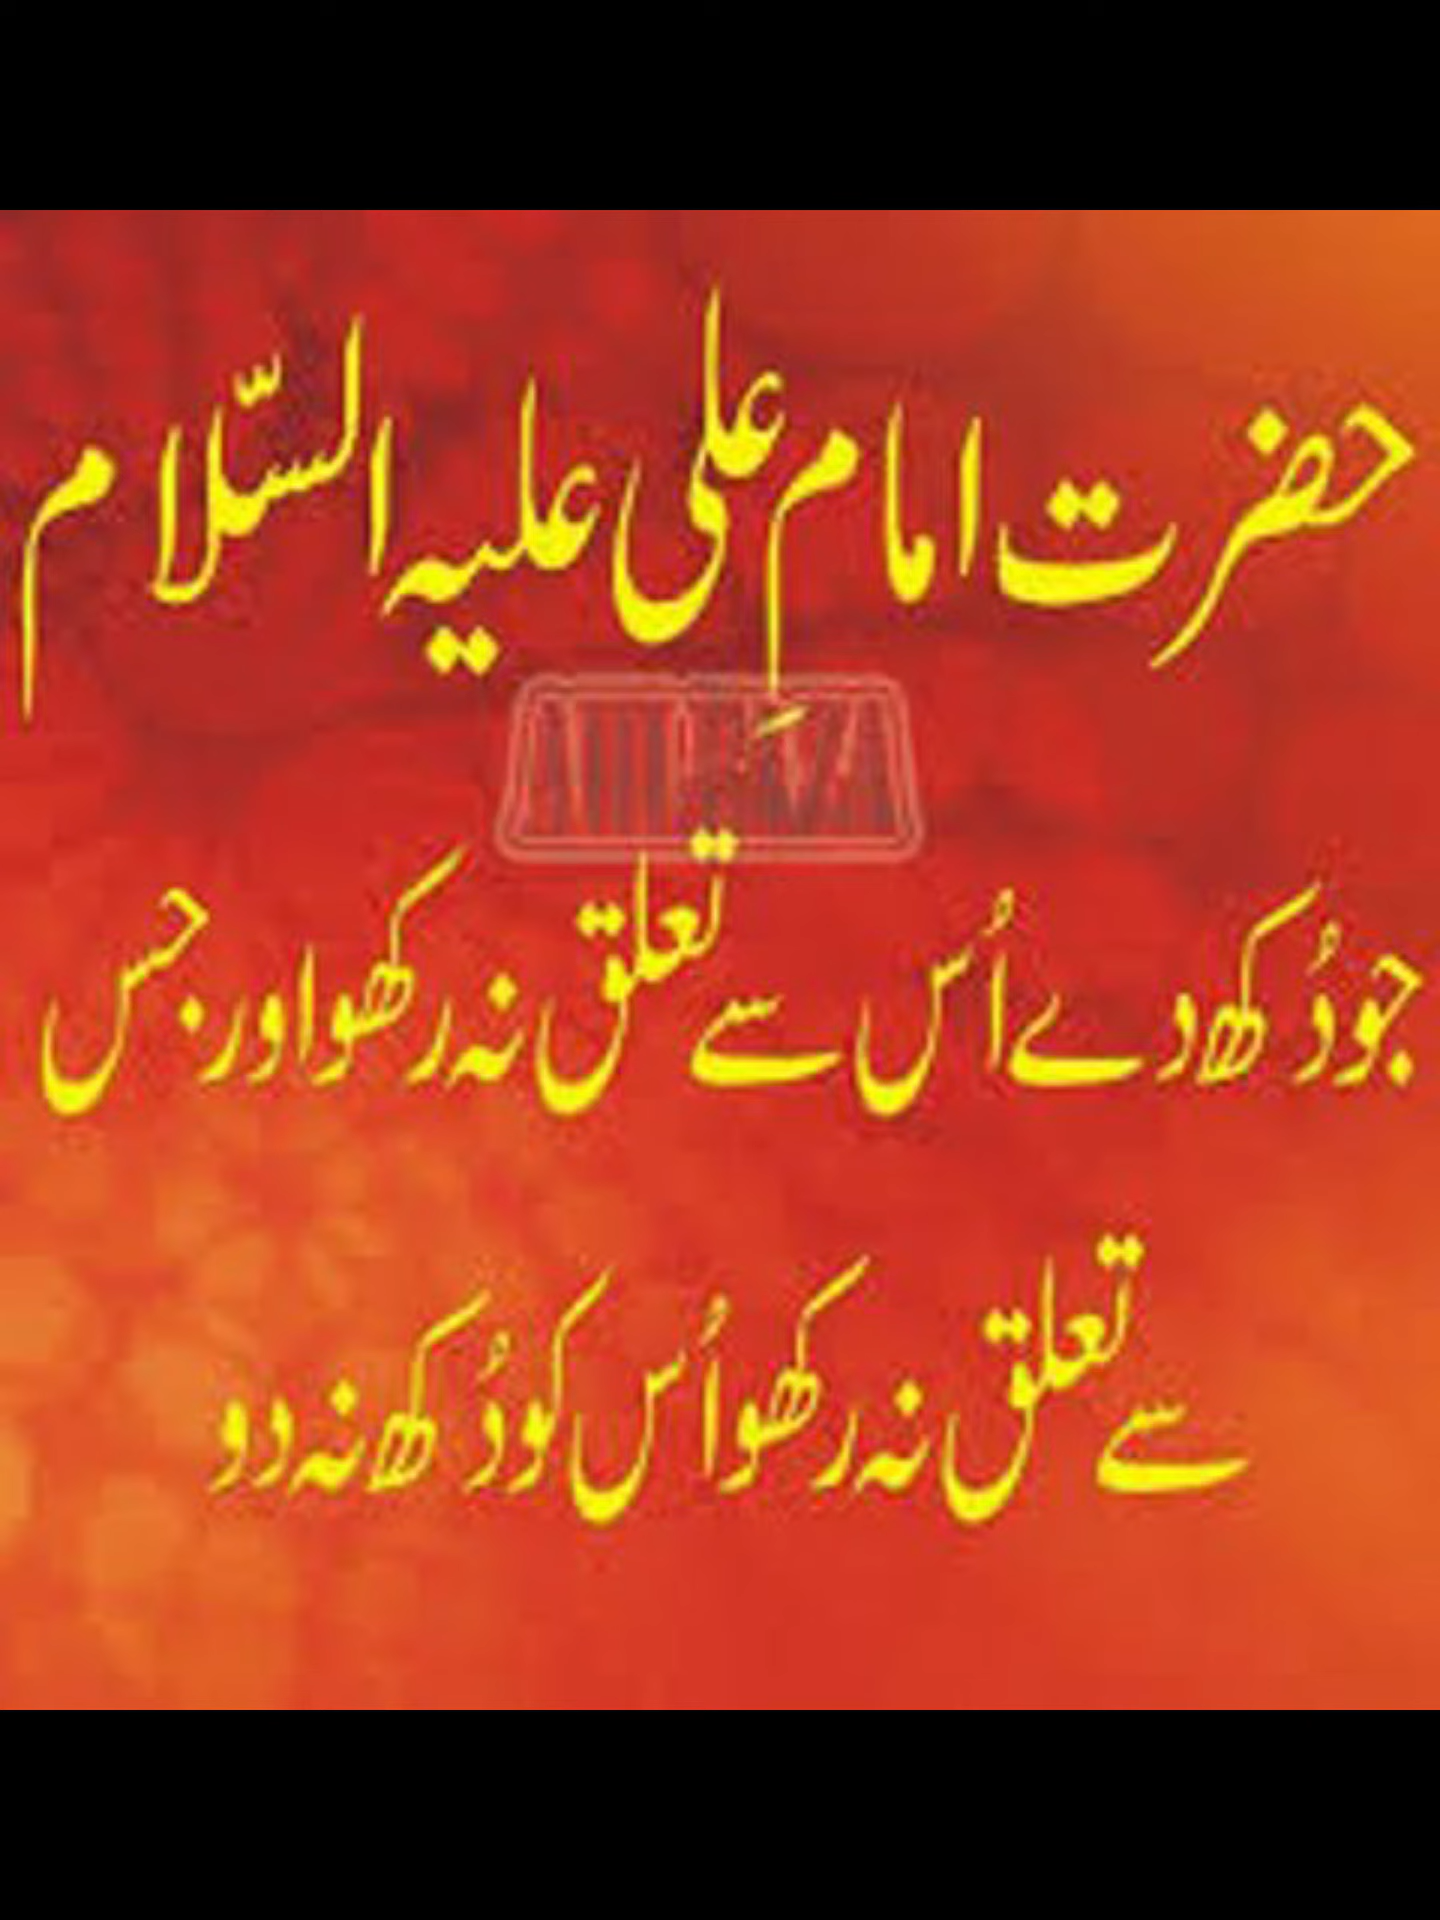 حضرت امامِ علی علیہ السّلام
جو دُکھ دے اُس سے تعلق نہ رکھو اور جس
سے تعلق نہ رکھو اُس کو دُکھ نہ دو